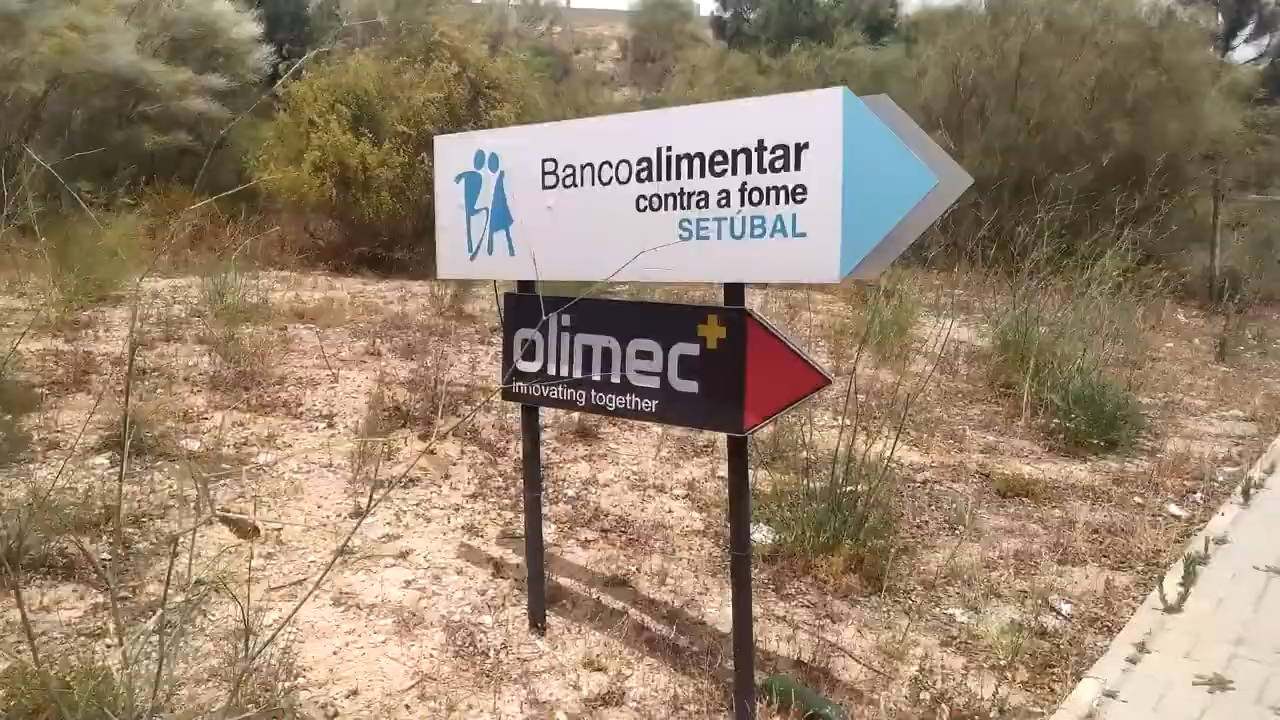 Bancoalimentar
contra a fome
SETÚBAL
olimec+
innovating together